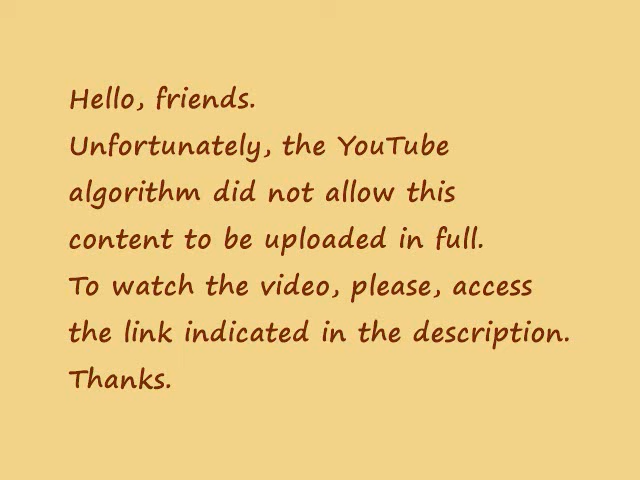 Hello, friends.
Unfortunately, the YouTube
algorithm did not allow this
content to be uploaded in full.
To watch the video, please, access
the link indicated in the description.
Thanks.